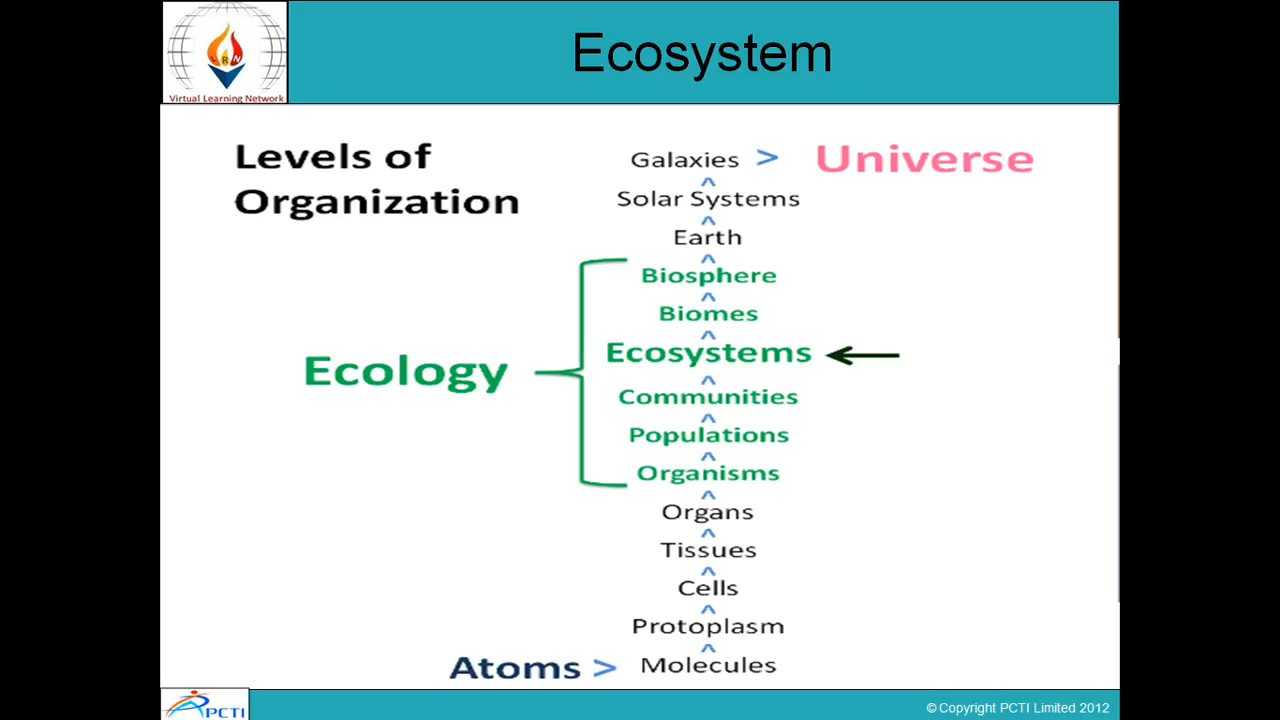 Ecosystem
LRN
Virtual Learning Network
Levels of
Organization
Galaxies > Universe
^
Solar Systems
^
Earth
^
Biosphere
^
Biomes
^
Ecosystems
^
Communities
^
Populations
^
Organisms
^
Organs
^
Tissues
^
Cells
^
Protoplasm
^
Atoms > Molecules
Ecology
PCTI
© Copyright PCTI Limited 2012